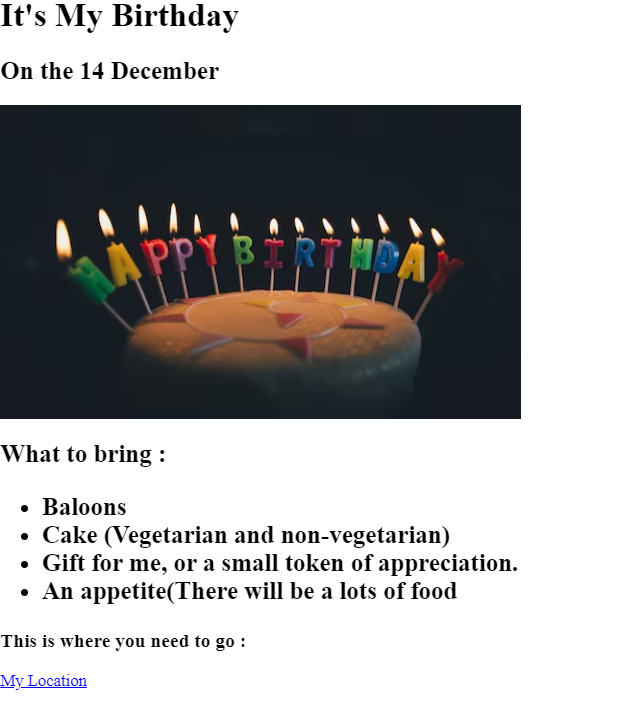 It's My Birthday
On the 14 December
HAPPY BIRTHDAY
What to bring :
Baloons
Cake (Vegetarian and non-vegetarian)
Gift for me, or a small token of appreciation.
An appetite(There will be a lots of food
This is where you need to go :
My Location